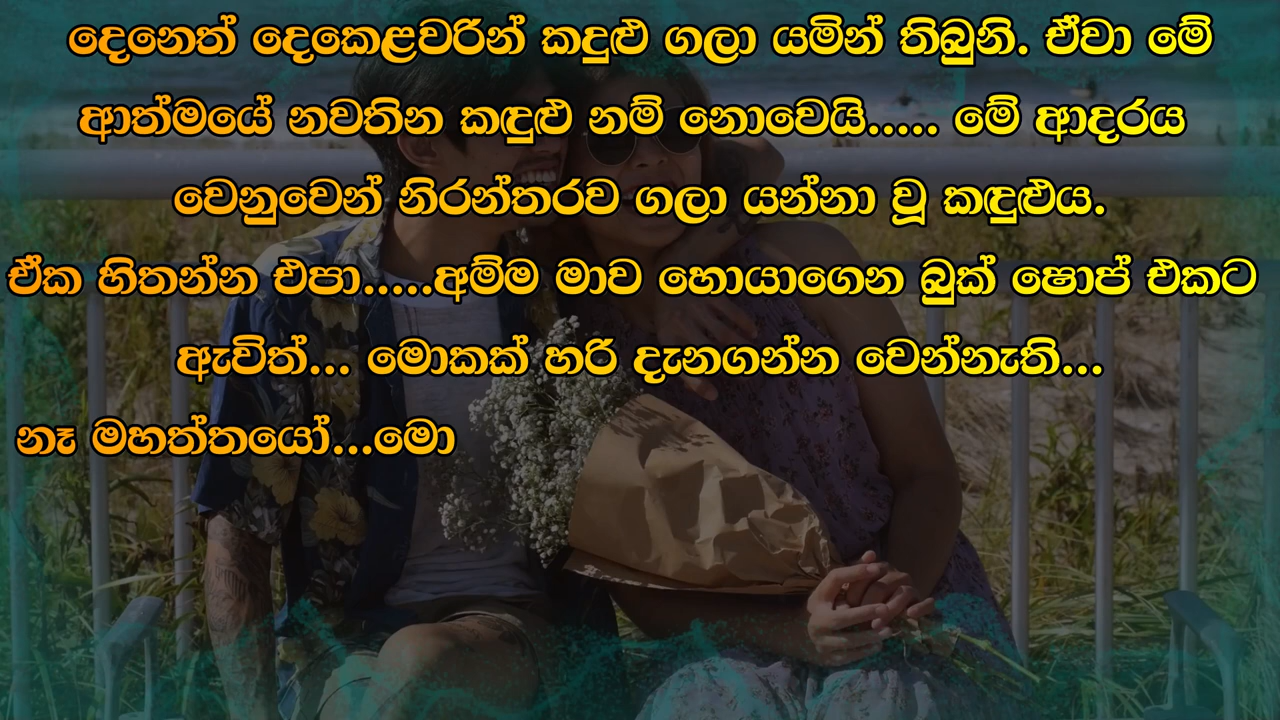 දෙනෙත් දෙකෙළවරින් කදුළු ගලා යමින් තිබුනි. ඒවා මේ
ආත්මයේ නවතින කඳුළු නම් නොවෙයි..... මේ ආදරය
වෙනුවෙන් නිරන්තරව ගලා යන්නා වූ කඳුළුය.
ඒක හිතන්න එපා.....අම්ම මාව හොයාගෙන බුක් ෂොප් එකට
ඇවිත්... මොකක් හරි දැනගන්න වෙන්නැති...
නෑ මහත්තයෝ...මො